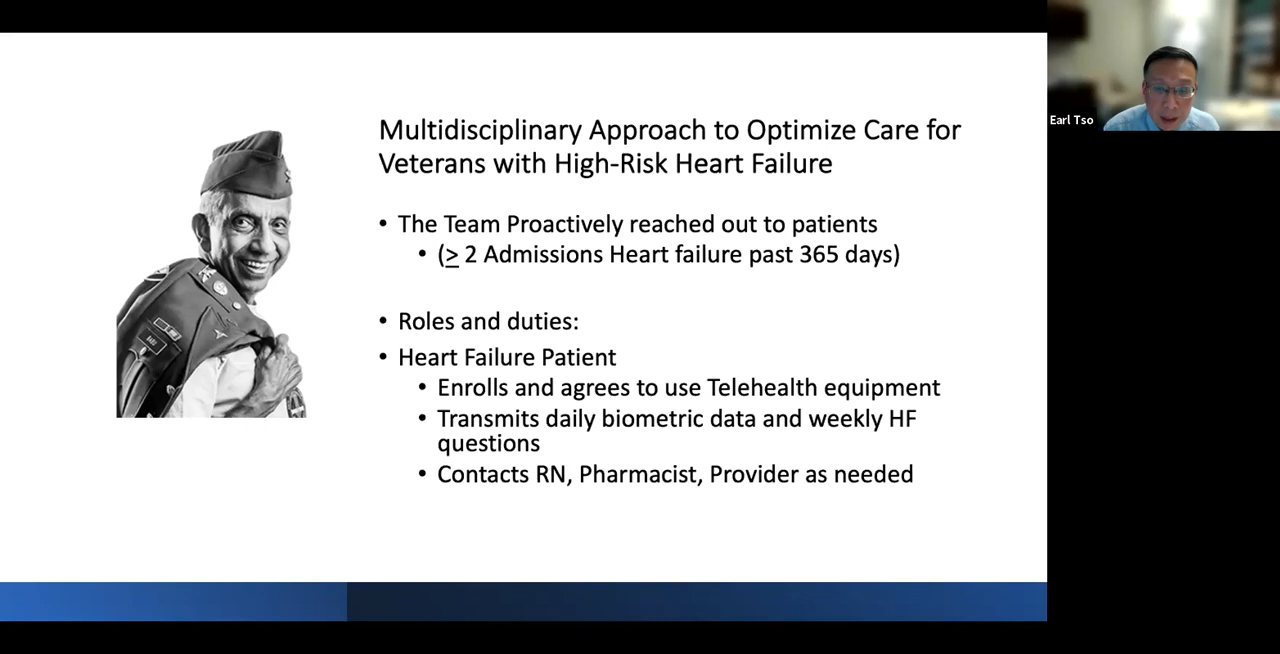 Multidisciplinary Approach to Optimize Care for
Veterans with High-Risk Heart Failure
• The Team Proactively reached out to patients
• (≥ 2 Admissions Heart failure past 365 days)
• Roles and duties:
• Heart Failure Patient
• Enrolls and agrees to use Telehealth equipment
• Transmits daily biometric data and weekly HF
questions
• Contacts RN, Pharmacist, Provider as needed
Earl Tso